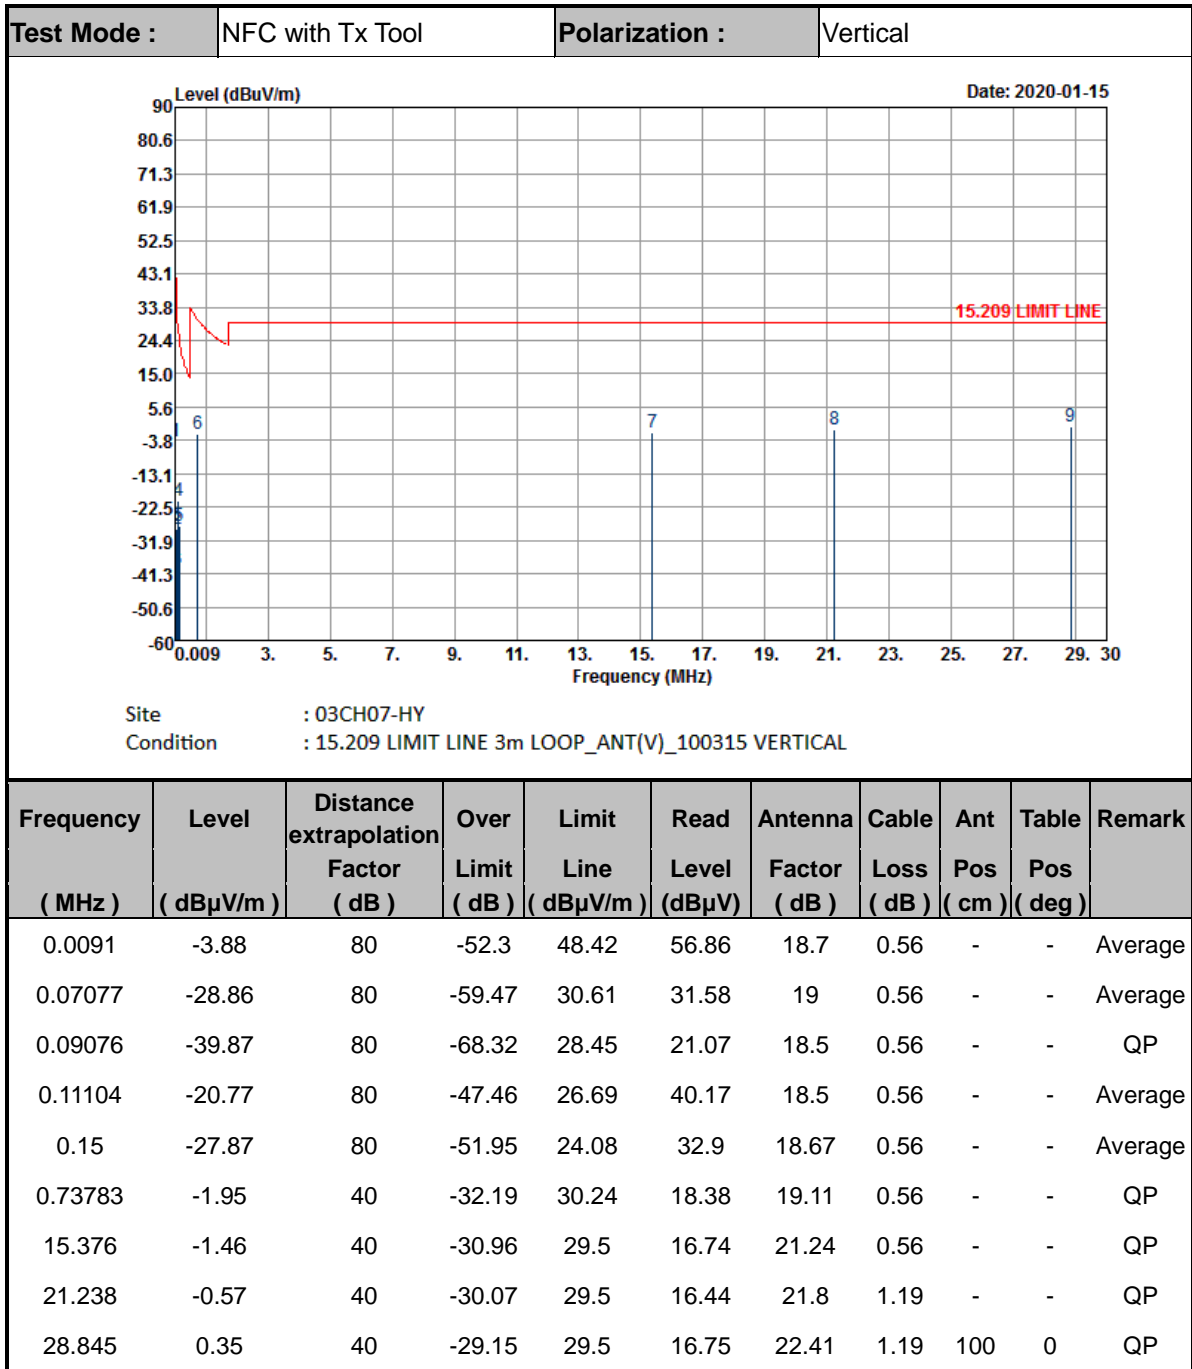 Test Mode : NFC with Tx Tool Polarization : Vertical
Level (dBuV/m) Date: 2020-01-15
90
80.6
71.3
61.9
52.5
43.1
33.8
15.209 LIMIT LINE
24.4
15.0
5.6
6 7 8 9
-3.8
-13.1
4
-22.5
5
-31.9
-41.3
-50.6
-60
0.009 3. 5. 7. 9. 11. 13. 15. 17. 19. 21. 23. 25. 27. 29. 30
Frequency (MHz)
Site : 03CH07-HY
Condition : 15.209 LIMIT LINE 3m LOOP_ANT(V)_100315 VERTICAL
Frequency Level Distance extrapolation Over Limit Read Antenna Cable Ant Table Remark
Factor Limit Line Level Factor Loss Pos Pos
( MHz ) ( dBµV/m ) ( dB ) ( dB ) ( dBµV/m ) (dBµV) ( dB ) ( dB ) ( cm ) ( deg )
0.0091 -3.88 80 -52.3 48.42 56.86 18.7 0.56 - - Average
0.07077 -28.86 80 -59.47 30.61 31.58 19 0.56 - - Average
0.09076 -39.87 80 -68.32 28.45 21.07 18.5 0.56 - - QP
0.11104 -20.77 80 -47.46 26.69 40.17 18.5 0.56 - - Average
0.15 -27.87 80 -51.95 24.08 32.9 18.67 0.56 - - Average
0.73783 -1.95 40 -32.19 30.24 18.38 19.11 0.56 - - QP
15.376 -1.46 40 -30.96 29.5 16.74 21.24 0.56 - - QP
21.238 -0.57 40 -30.07 29.5 16.44 21.8 1.19 - - QP
28.845 0.35 40 -29.15 29.5 16.75 22.41 1.19 100 0 QP